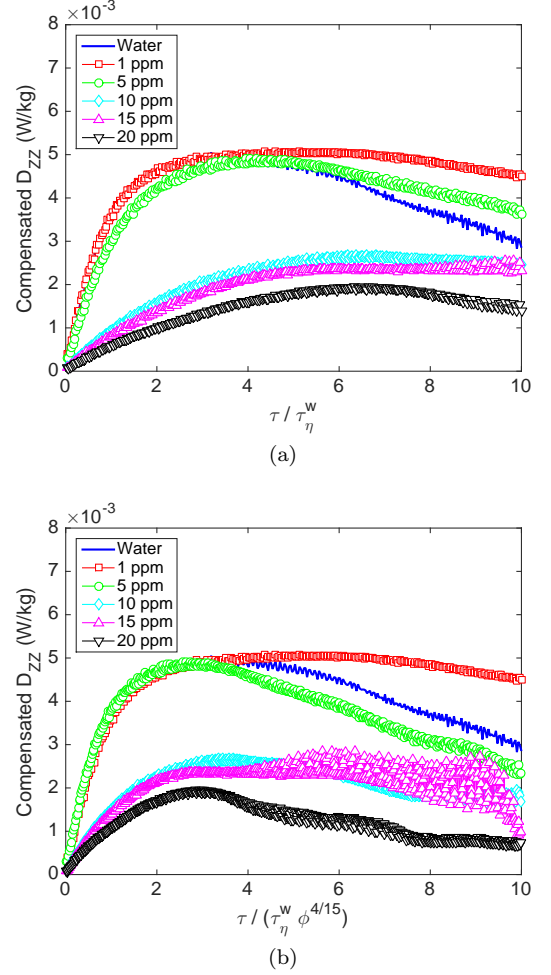 ×10⁻³
8
7
6
5
4
3
2
1
0
Compensated D_ZZ (W/kg)
Water
1 ppm
5 ppm
10 ppm
15 ppm
20 ppm
0 2 4 6 8 10
τ / τ_η^w
(a)
×10⁻³
8
7
6
5
4
3
2
1
0
Compensated D_ZZ (W/kg)
Water
1 ppm
5 ppm
10 ppm
15 ppm
20 ppm
0 2 4 6 8 10
τ / (τ_η^w ϕ^4/15)
(b)